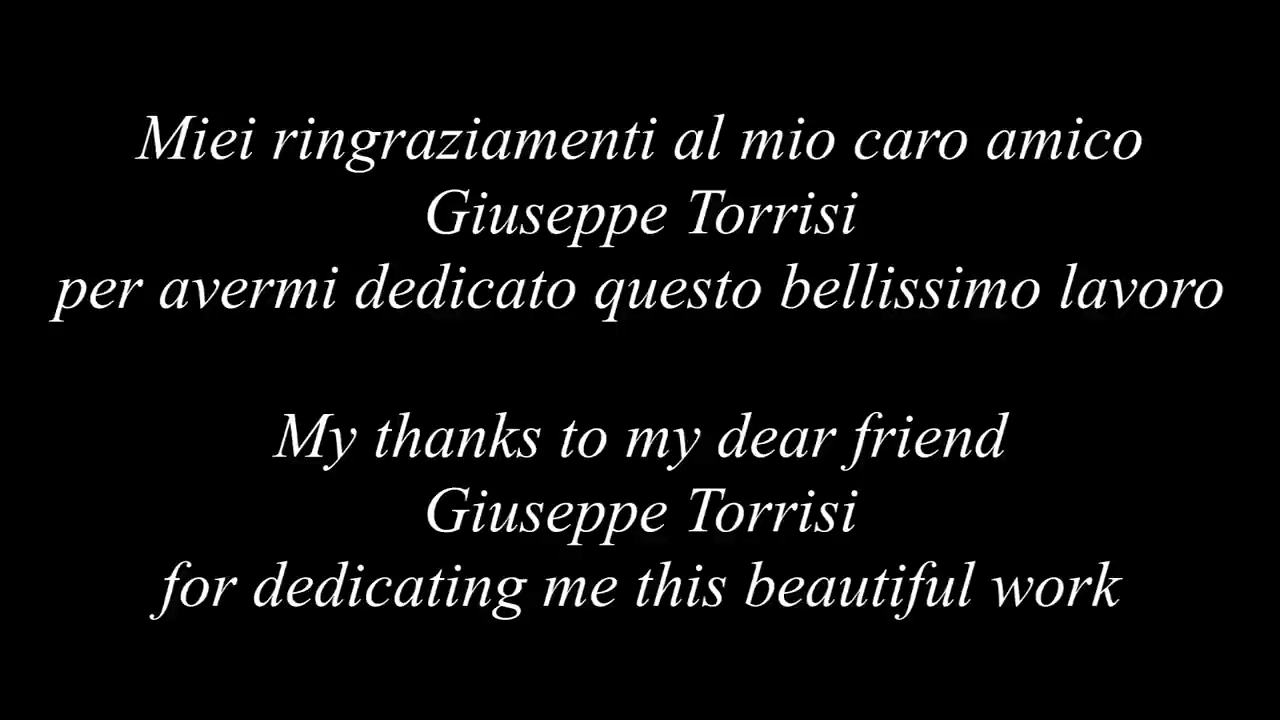 Miei ringraziamenti al mio caro amico
Giuseppe Torrisi
per avermi dedicato questo bellissimo lavoro
My thanks to my dear friend
Giuseppe Torrisi
for dedicating me this beautiful work